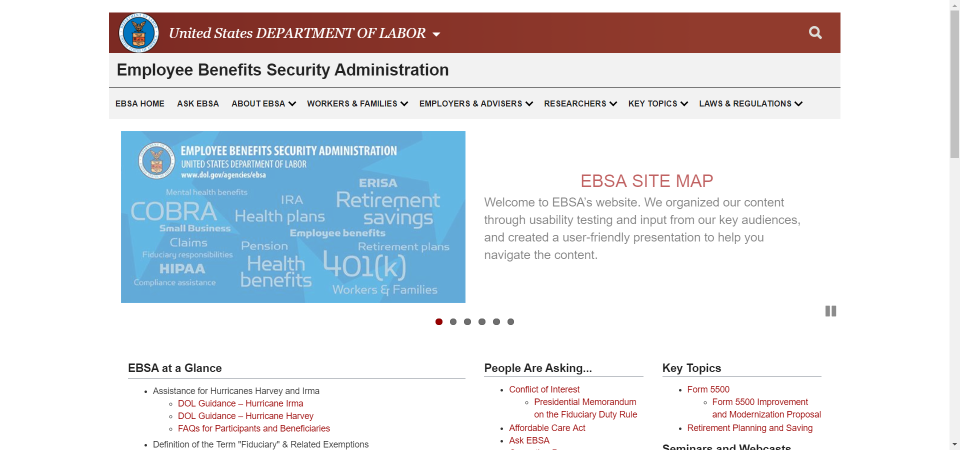 United States DEPARTMENT OF LABOR
Employee Benefits Security Administration
EBSA HOME ASK EBSA ABOUT EBSA WORKERS & FAMILIES EMPLOYERS & ADVISERS RESEARCHERS KEY TOPICS LAWS & REGULATIONS
EMPLOYEE BENEFITS SECURITY ADMINISTRATION
UNITED STATES DEPARTMENT OF LABOR
www.dol.gov/agencies/ebsa
ERISA
Mental health benefits
IRA
Retirement savings
COBRA
Health plans
Small Business
Employee benefits
Claims
Pension
Retirement plans
Fiduciary responsibilities
HIPAA
Health benefits
401(k)
Compliance assistance
Workers & Families
EBSA SITE MAP
Welcome to EBSA's website. We organized our content
through usability testing and input from our key audiences,
and created a user-friendly presentation to help you
navigate the content.
EBSA at a Glance
Assistance for Hurricanes Harvey and Irma
DOL Guidance – Hurricane Irma
DOL Guidance – Hurricane Harvey
FAQs for Participants and Beneficiaries
Definition of the Term "Fiduciary" & Related Exemptions
People Are Asking...
Conflict of Interest
Presidential Memorandum
on the Fiduciary Duty Rule
Affordable Care Act
Ask EBSA
Key Topics
Form 5500
Form 5500 Improvement
and Modernization Proposal
Retirement Planning and Saving
Seminars and Webcasts